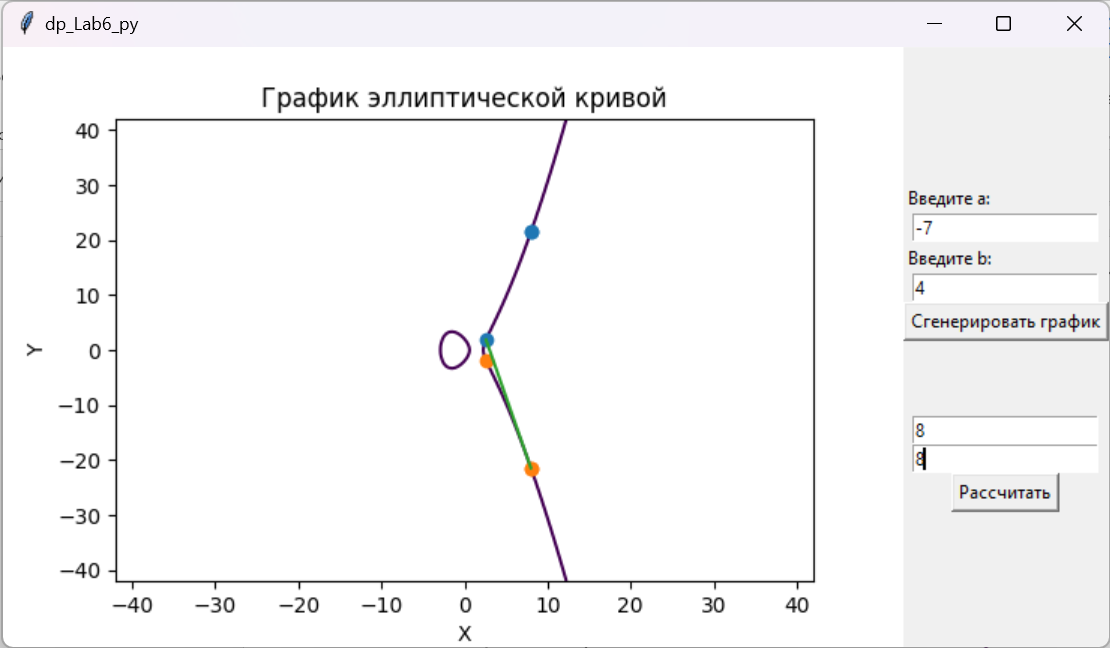 dp_Lab6_py
График эллиптической кривой
40
30
20
10
0
−10
−20
−30
−40
Y
−40 −30 −20 −10 0 10 20 30 40
X
Введите a:
-7
Введите b:
4
Сгенерировать график
8
8
Рассчитать